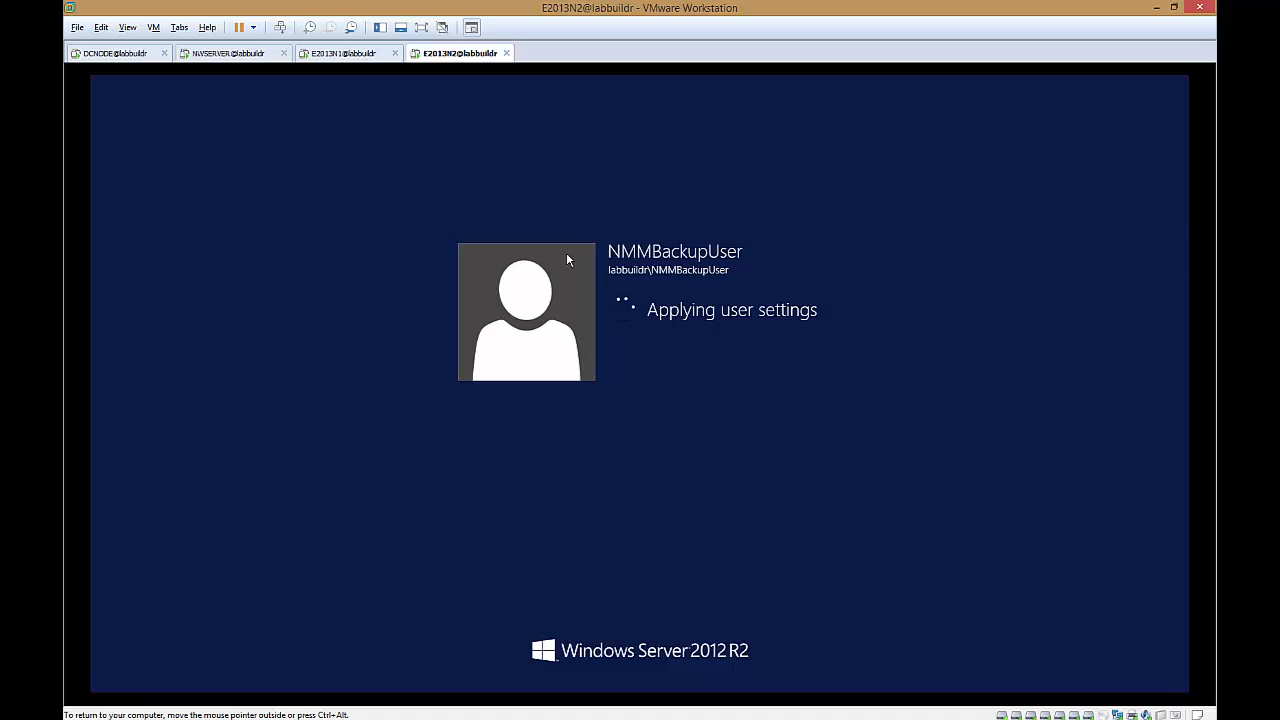 E2013N2@labbuildr - VMware Workstation
File Edit View VM Tabs Help
DCNODE@labbuildr NWSERVER@labbuildr E2013N1@labbuildr E2013N2@labbuildr
NMMBackupUser
labbuildr\NMMBackupUser
Applying user settings
Windows Server 2012 R2
To return to your computer, move the mouse pointer outside or press Ctrl+Alt.